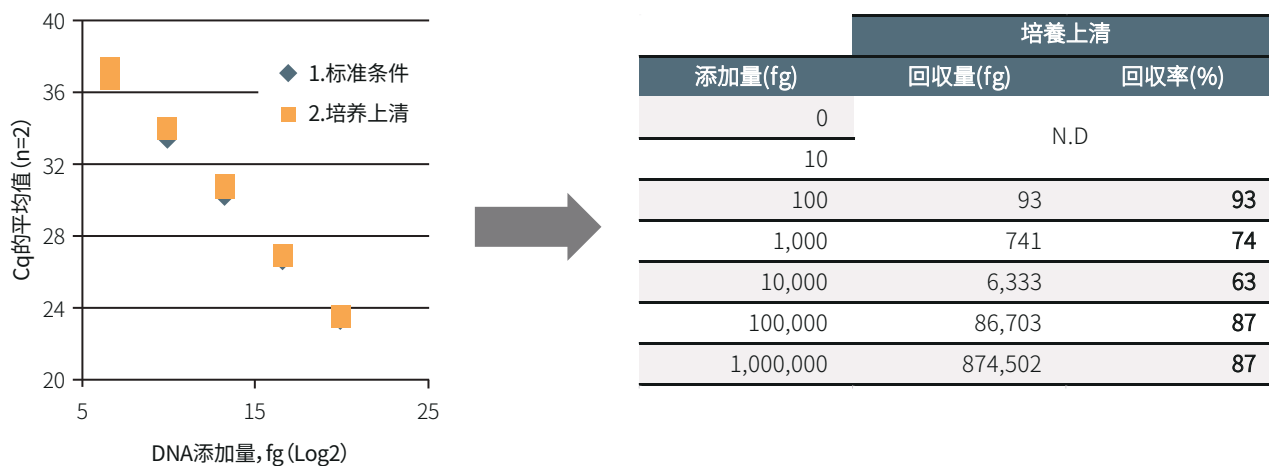 40
36
32
28
24
20
5 15 25
Cq的平均值(n=2)
DNA添加量,fg(Log2)
1.标准条件
2.培养上清
培養上清
添加量(fg) 回収量(fg) 回収率(%)
0
N.D
10
100 93 93
1,000 741 74
10,000 6,333 63
100,000 86,703 87
1,000,000 874,502 87